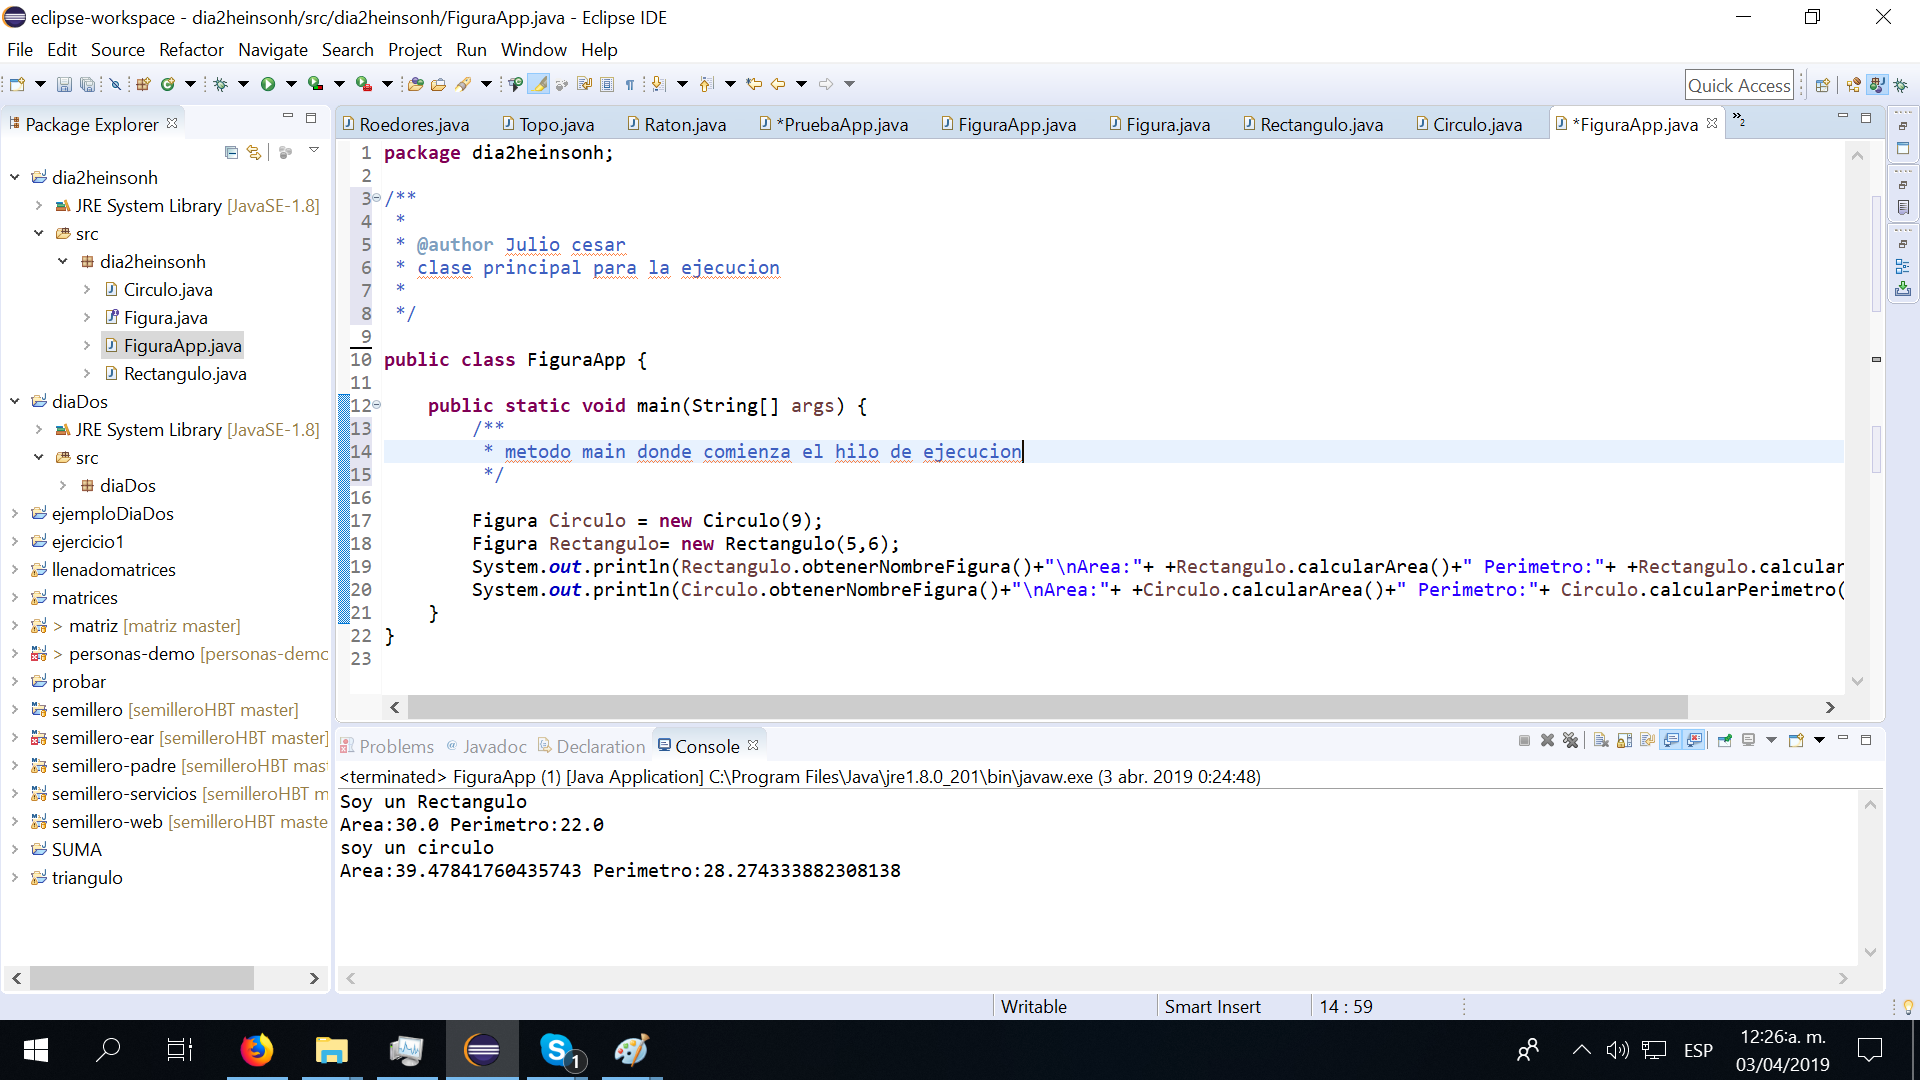 eclipse-workspace - dia2heinsonh/src/dia2heinsonh/FiguraApp.java - Eclipse IDE
File Edit Source Refactor Navigate Search Project Run Window Help
Quick Access
Package Explorer
dia2heinsonh
JRE System Library [JavaSE-1.8]
src
dia2heinsonh
Circulo.java
Figura.java
FiguraApp.java
Rectangulo.java
diaDos
JRE System Library [JavaSE-1.8]
src
diaDos
ejemploDiaDos
ejercicio1
llenadomatrices
matrices
> matriz [matriz master]
> personas-demo [personas-demo
probar
semillero [semilleroHBT master]
semillero-ear [semilleroHBT master]
semillero-padre [semilleroHBT mast
semillero-servicios [semilleroHBT m
semillero-web [semilleroHBT maste
SUMA
triangulo
Roedores.java Topo.java Raton.java *PruebaApp.java FiguraApp.java Figura.java Rectangulo.java Circulo.java *FiguraApp.java »2
1 package dia2heinsonh;
2
3 /**
4 *
5 * @author Julio cesar
6 * clase principal para la ejecucion
7 *
8 */
9
10 public class FiguraApp {
11
12 public static void main(String[] args) {
13 /**
14 * metodo main donde comienza el hilo de ejecucion
15 */
16
17 Figura Circulo = new Circulo(9);
18 Figura Rectangulo= new Rectangulo(5,6);
19 System.out.println(Rectangulo.obtenerNombreFigura()+"\nArea:"+ +Rectangulo.calcularArea()+" Perimetro:"+ +Rectangulo.calcular
20 System.out.println(Circulo.obtenerNombreFigura()+"\nArea:"+ +Circulo.calcularArea()+" Perimetro:"+ Circulo.calcularPerimetro(
21 }
22 }
23
Problems @ Javadoc Declaration Console
<terminated> FiguraApp (1) [Java Application] C:\Program Files\Java\jre1.8.0_201\bin\javaw.exe (3 abr. 2019 0:24:48)
Soy un Rectangulo
Area:30.0 Perimetro:22.0
soy un circulo
Area:39.47841760435743 Perimetro:28.274333882308138
Writable Smart Insert 14 : 59
1
ESP
12:26:a. m.
03/04/2019